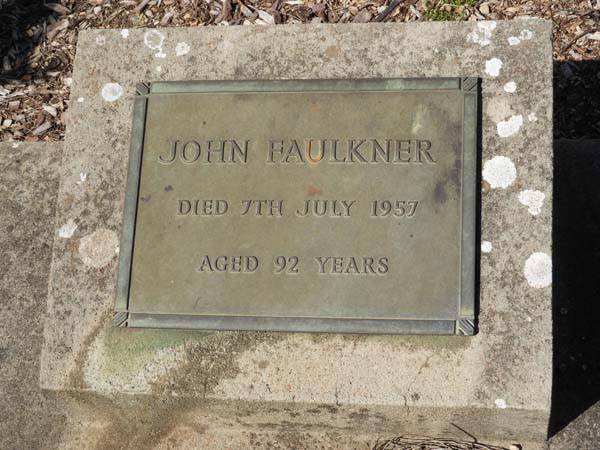 JOHN FAULKNER
DIED 7TH JULY 1957
AGED 92 YEARS